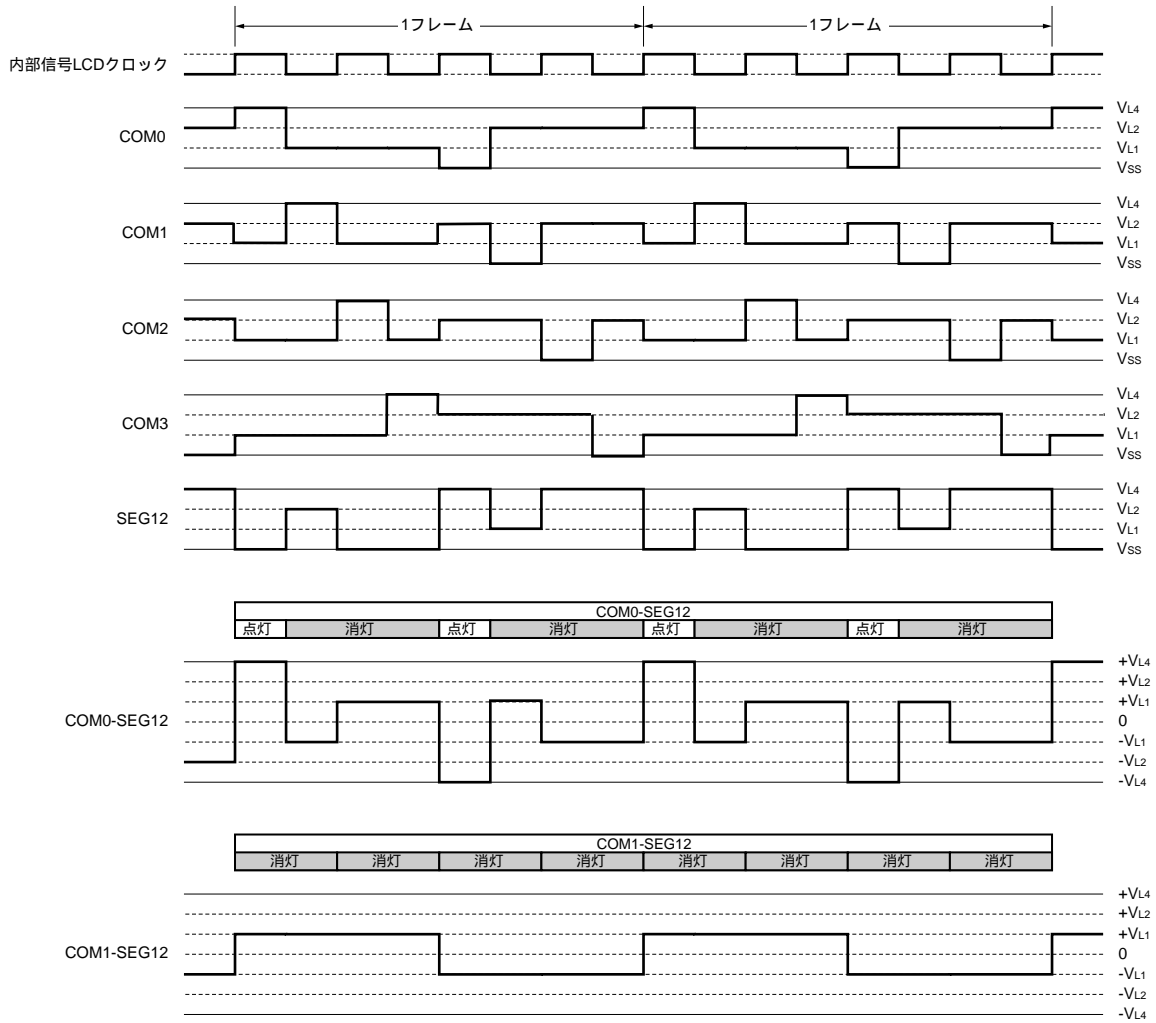 1フレーム 1フレーム
内部信号LCDクロック
COM0
VL4
VL2
VL1
VSS
COM1
VL4
VL2
VL1
VSS
COM2
VL4
VL2
VL1
VSS
COM3
VL4
VL2
VL1
VSS
SEG12
VL4
VL2
VL1
VSS
COM0-SEG12
点灯 消灯 点灯 消灯 点灯 消灯 点灯 消灯
COM0-SEG12
+VL4
+VL2
+VL1
0
-VL1
-VL2
-VL4
COM1-SEG12
消灯 消灯 消灯 消灯 消灯 消灯 消灯 消灯
COM1-SEG12
+VL4
+VL2
+VL1
0
-VL1
-VL2
-VL4